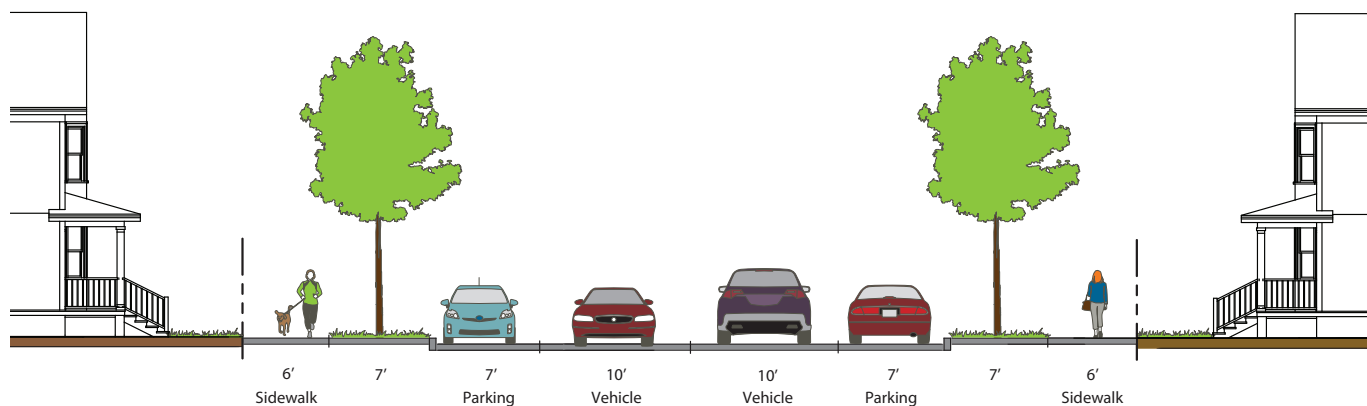 6’ 7’ 7’ 10’ 10’ 7’ 7’ 6’
Sidewalk Parking Vehicle Vehicle Parking Sidewalk